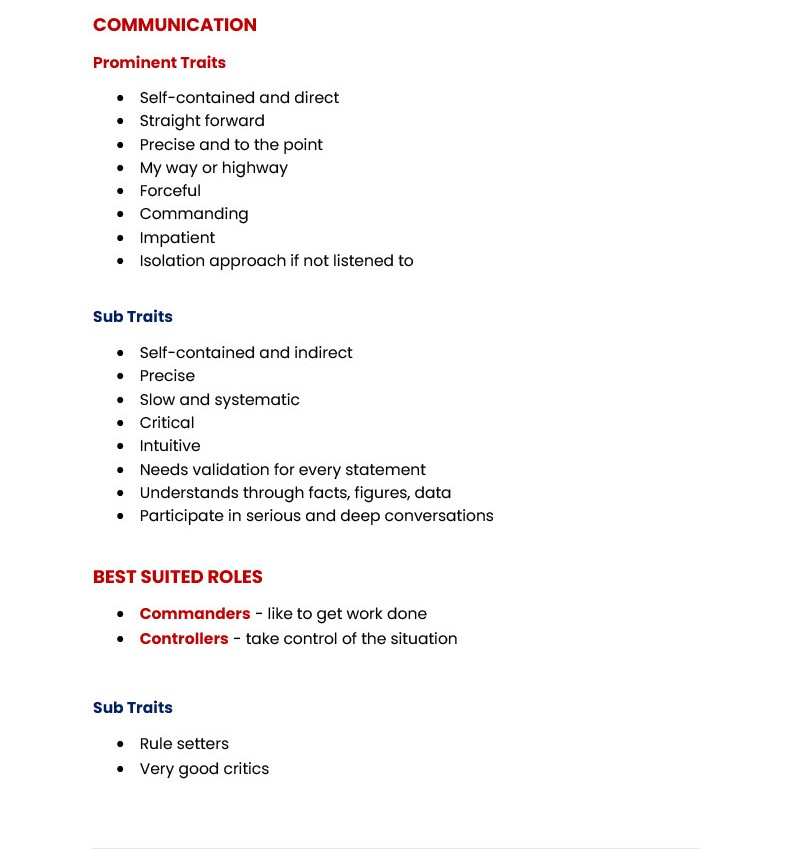 COMMUNICATION
Prominent Traits
• Self-contained and direct
• Straight forward
• Precise and to the point
• My way or highway
• Forceful
• Commanding
• Impatient
• Isolation approach if not listened to
Sub Traits
• Self-contained and indirect
• Precise
• Slow and systematic
• Critical
• Intuitive
• Needs validation for every statement
• Understands through facts, figures, data
• Participate in serious and deep conversations
BEST SUITED ROLES
• Commanders - like to get work done
• Controllers - take control of the situation
Sub Traits
• Rule setters
• Very good critics